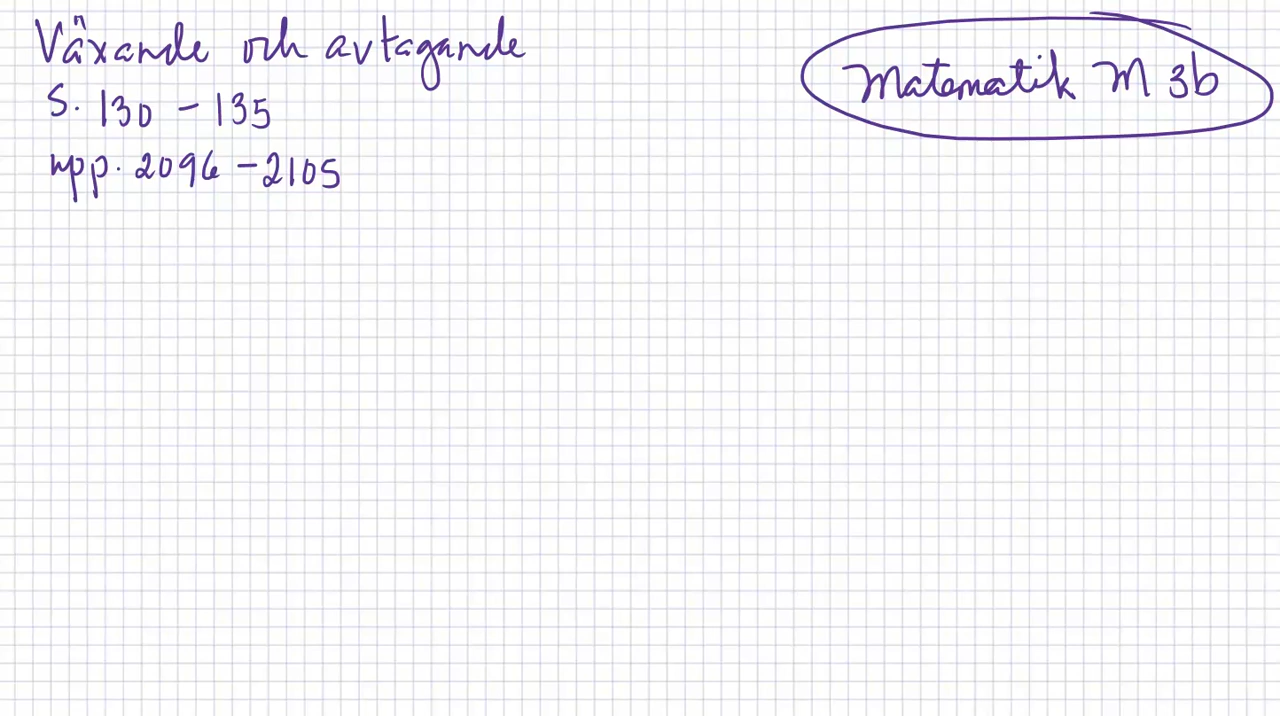 Växande och avtagande
Matematik M 3b
S. 130 - 135
upp. 2096 - 2105